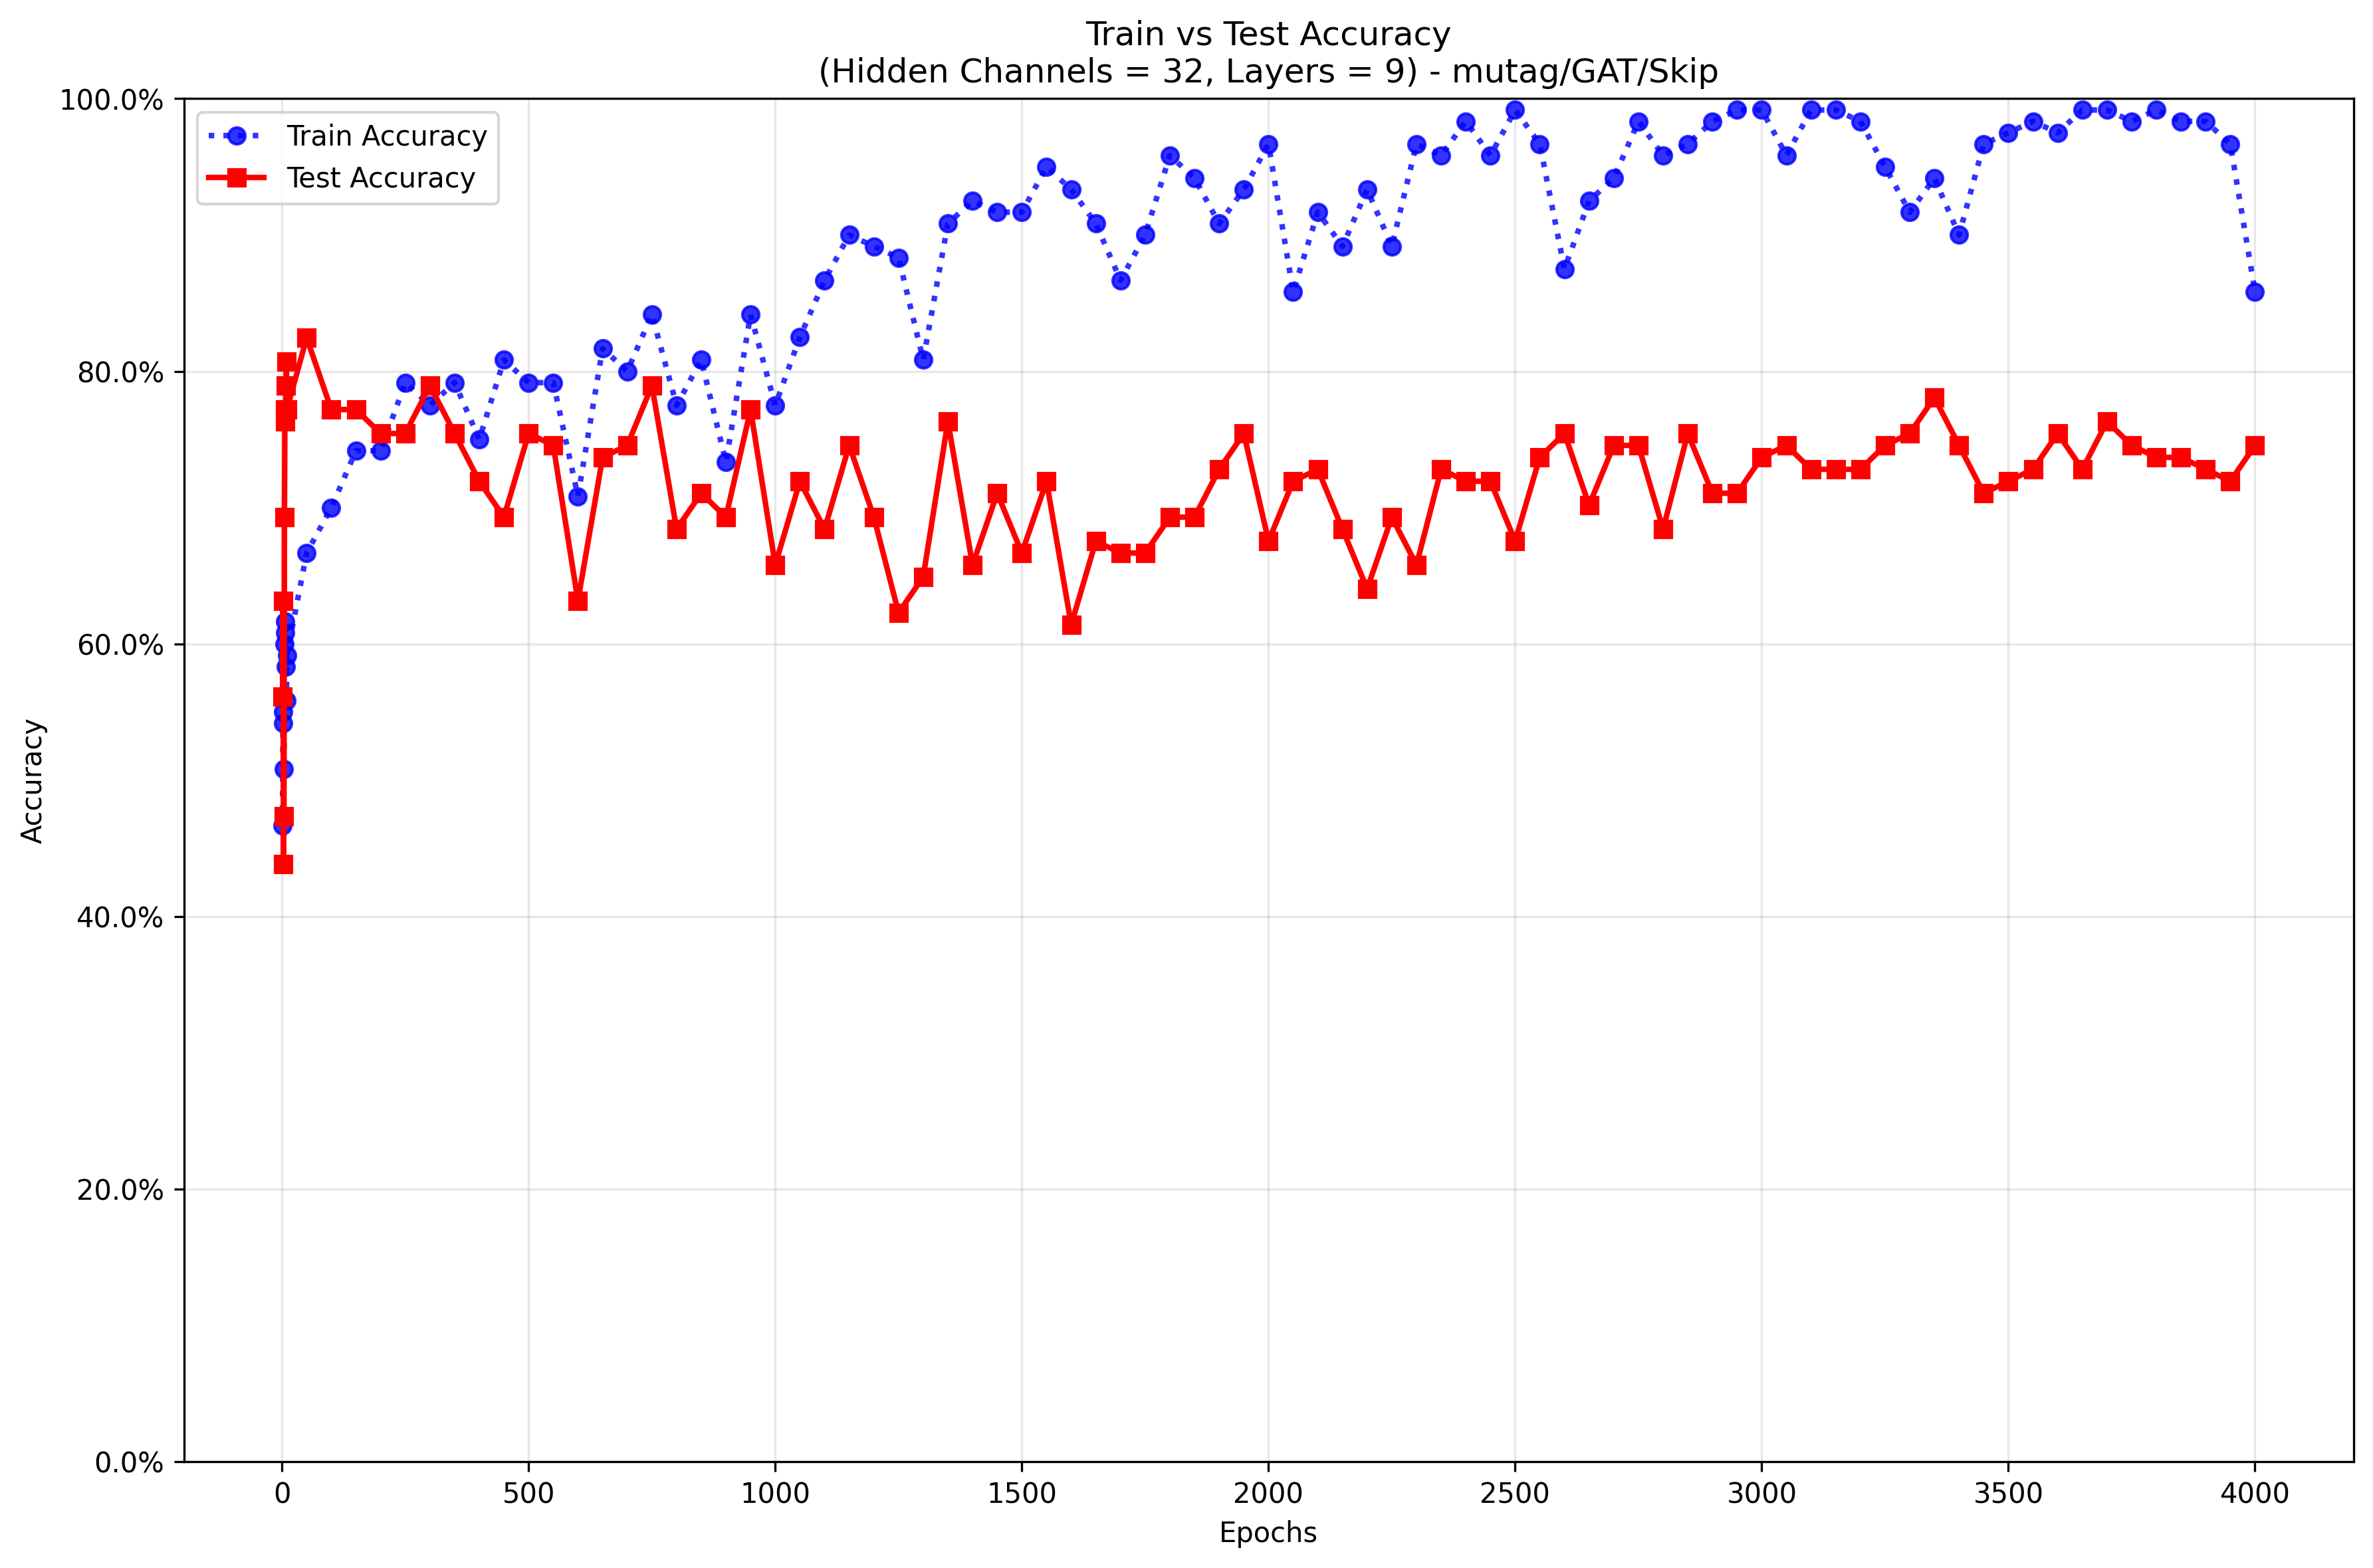 Train vs Test Accuracy
(Hidden Channels = 32, Layers = 9) - mutag/GAT/Skip
Train Accuracy
Test Accuracy
100.0%
80.0%
60.0%
40.0%
20.0%
0.0%
Accuracy
0 500 1000 1500 2000 2500 3000 3500 4000
Epochs